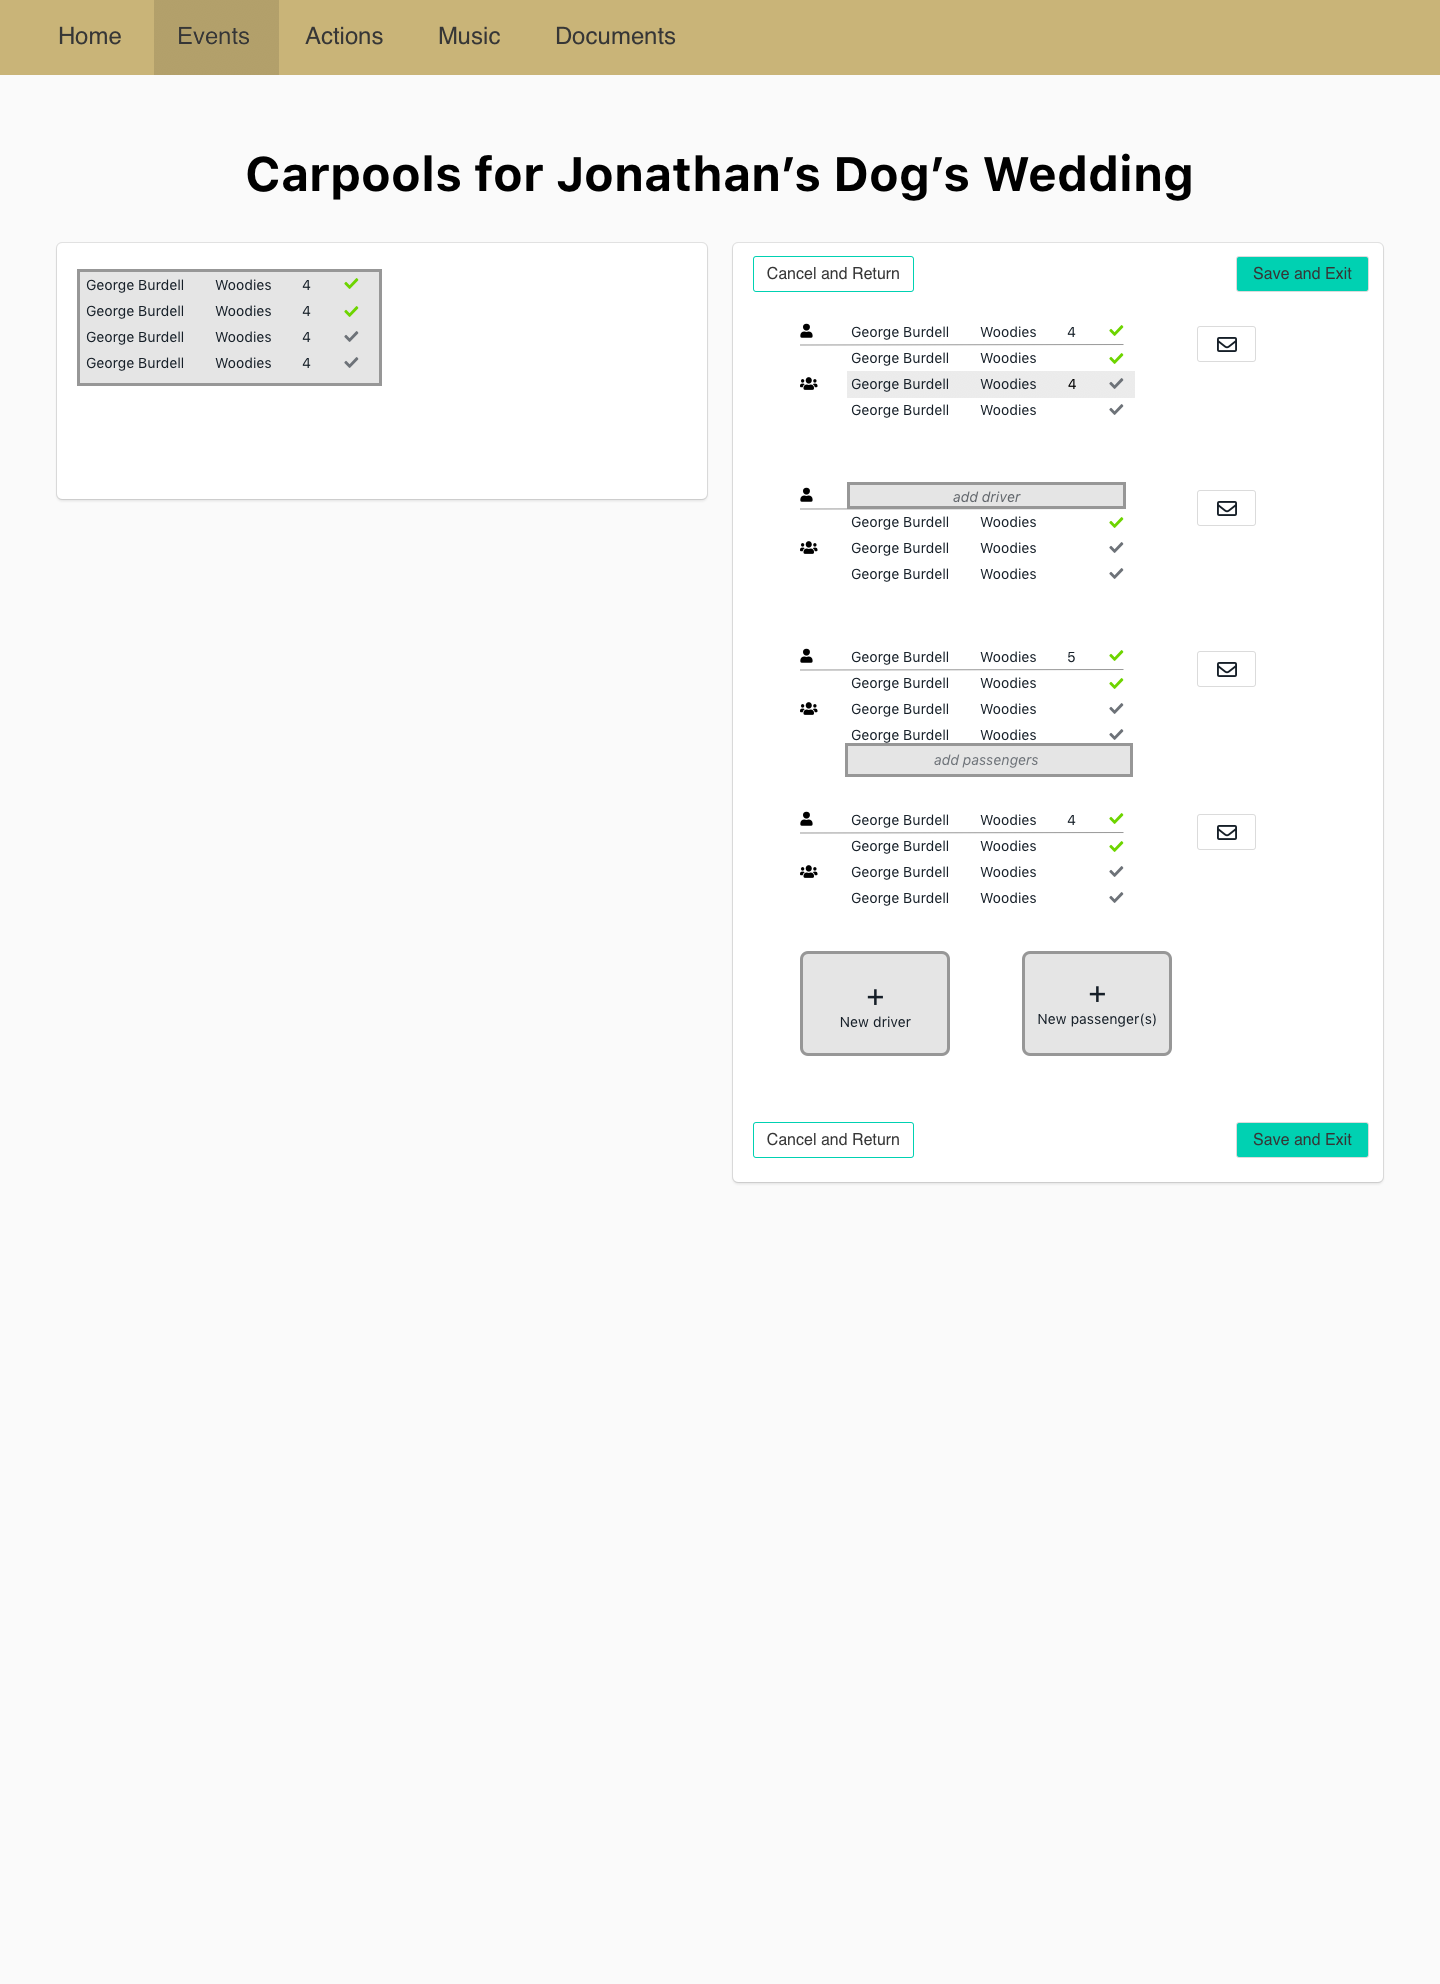 Home Events Actions Music Documents
Carpools for Jonathan’s Dog’s Wedding
George Burdell Woodies 4
George Burdell Woodies 4
George Burdell Woodies 4
George Burdell Woodies 4
Cancel and Return Save and Exit
George Burdell Woodies 4
George Burdell Woodies
George Burdell Woodies 4
George Burdell Woodies
add driver
George Burdell Woodies
George Burdell Woodies
George Burdell Woodies
George Burdell Woodies 5
George Burdell Woodies
George Burdell Woodies
George Burdell Woodies
add passengers
George Burdell Woodies 4
George Burdell Woodies
George Burdell Woodies
George Burdell Woodies
+ +
New driver New passenger(s)
Cancel and Return Save and Exit